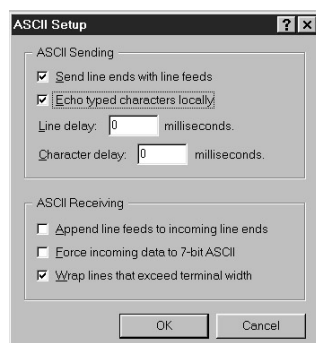 ASCII Setup
ASCII Sending
Send line ends with line feeds
Echo typed characters locally
Line delay: 0 milliseconds.
Character delay: 0 milliseconds.
ASCII Receiving
Append line feeds to incoming line ends
Force incoming data to 7-bit ASCII
Wrap lines that exceed terminal width
OK Cancel